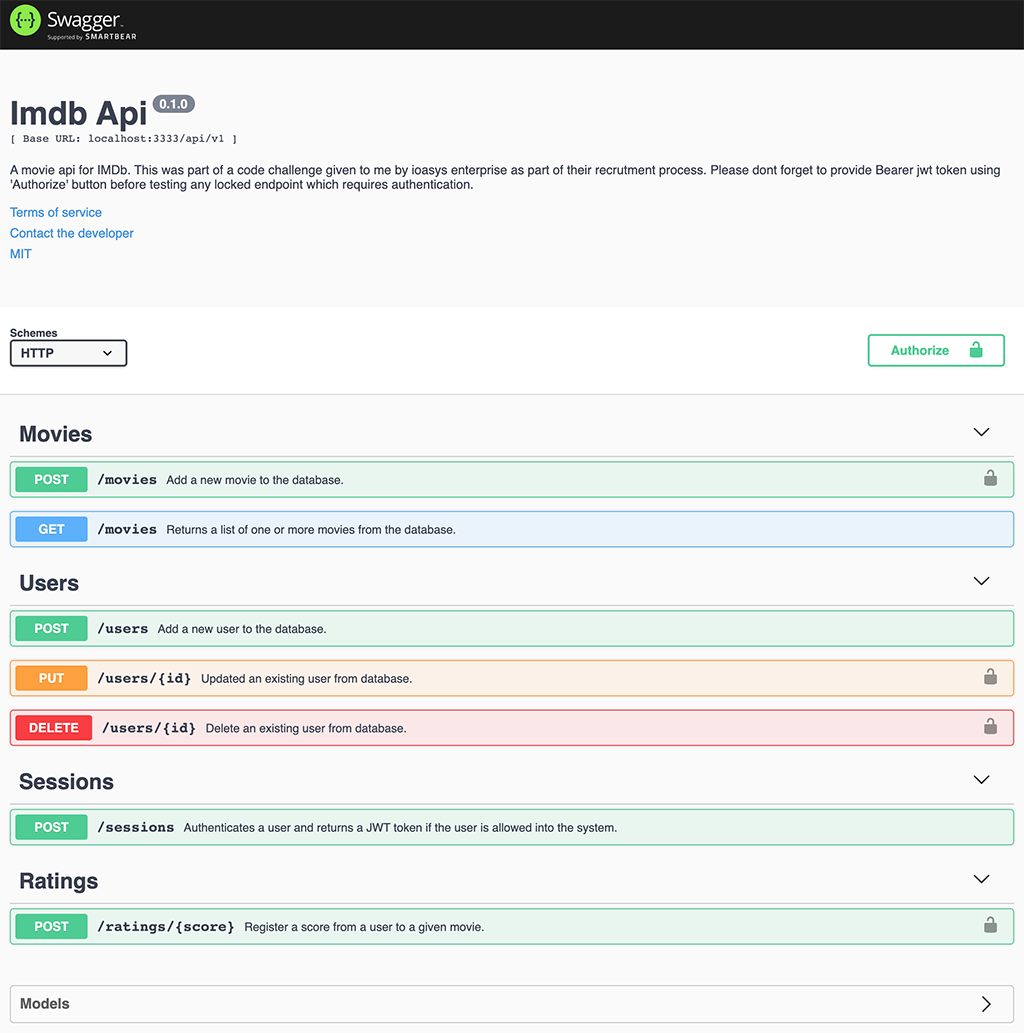 Swagger
Supported by SMARTBEAR
Imdb Api 0.1.0
[ Base URL: localhost:3333/api/v1 ]
A movie api for IMDb. This was part of a code challenge given to me by ioasys enterprise as part of their recrutment process. Please dont forget to provide Bearer jwt token using
'Authorize' button before testing any locked endpoint which requires authentication.
Terms of service
Contact the developer
MIT
Schemes
HTTP
Authorize
Movies
POST /movies Add a new movie to the database.
GET /movies Returns a list of one or more movies from the database.
Users
POST /users Add a new user to the database.
PUT /users/{id} Updated an existing user from database.
DELETE /users/{id} Delete an existing user from database.
Sessions
POST /sessions Authenticates a user and returns a JWT token if the user is allowed into the system.
Ratings
POST /ratings/{score} Register a score from a user to a given movie.
Models